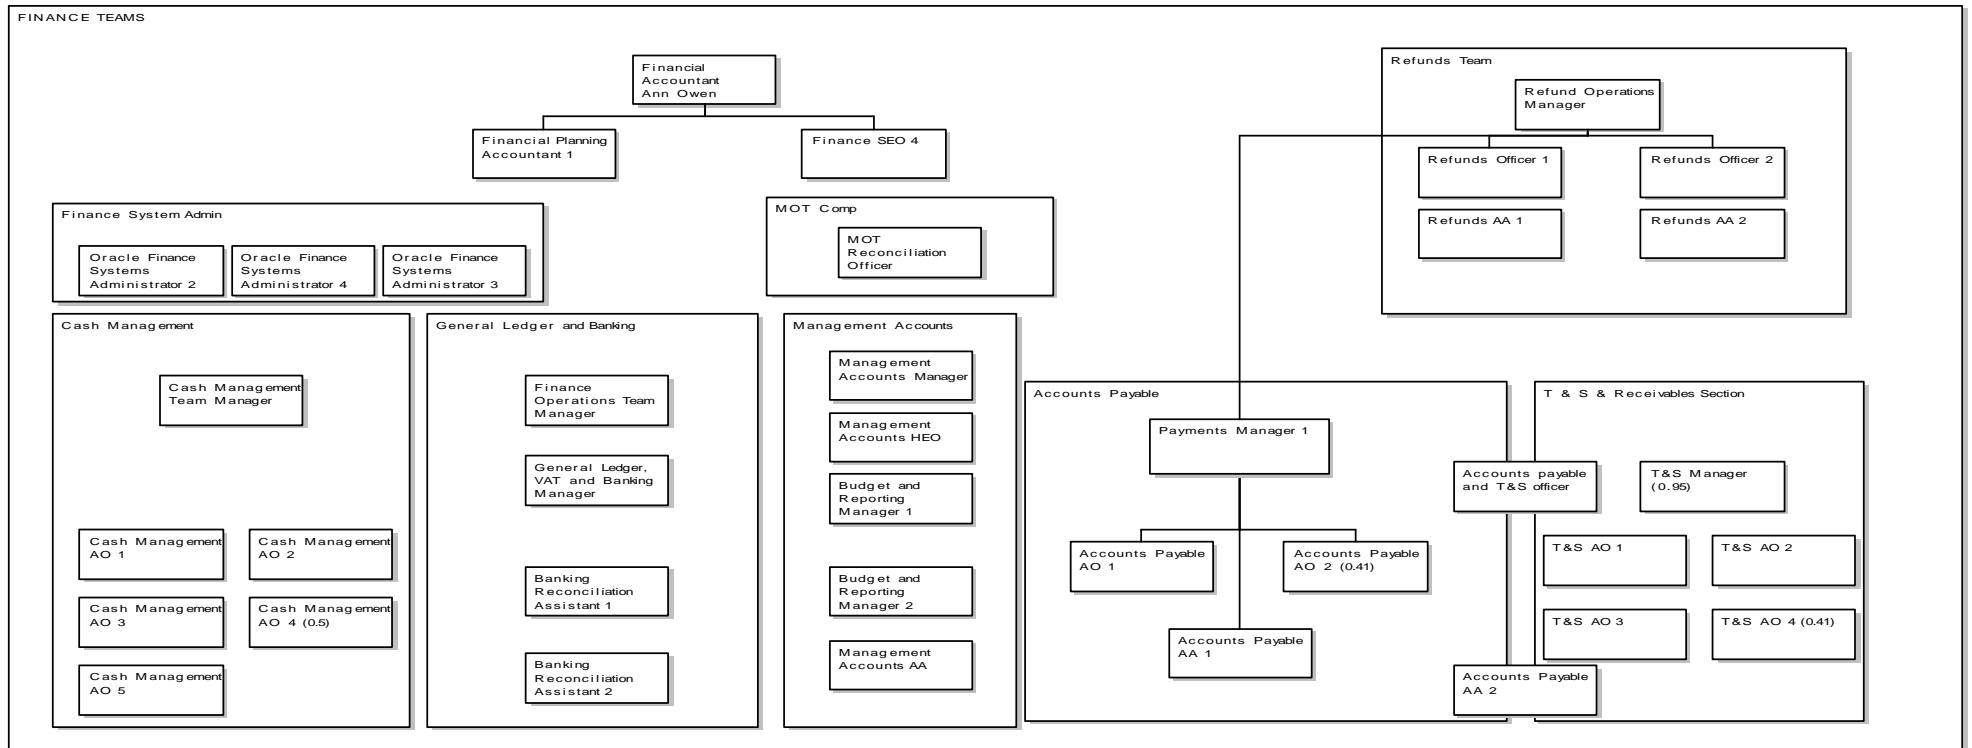 FINANCE TEAMS
Financial
Accountant
Ann Owen
Financial Planning
Accountant 1
Finance SEO 4
Refunds Team
Refund Operations
Manager
Refunds Officer 1
Refunds Officer 2
Refunds AA 1
Refunds AA 2
Finance System Admin
Oracle Finance
Systems
Administrator 2
Oracle Finance
Systems
Administrator 4
Oracle Finance
Systems
Administrator 3
MOT Comp
MOT
Reconciliation
Officer
Cash Management
Cash Management
Team Manager
Cash Management
AO 1
Cash Management
AO 2
Cash Management
AO 3
Cash Management
AO 4 (0.5)
Cash Management
AO 5
General Ledger and Banking
Finance
Operations Team
Manager
General Ledger,
VAT and Banking
Manager
Banking
Reconciliation
Assistant 1
Banking
Reconciliation
Assistant 2
Management Accounts
Management
Accounts Manager
Management
Accounts HEO
Budget and
Reporting
Manager 1
Budget and
Reporting
Manager 2
Management
Accounts AA
Accounts Payable
Payments Manager 1
Accounts Payable
AO 1
Accounts Payable
AO 2 (0.41)
Accounts Payable
AA 1
Accounts payable
and T&S officer
Accounts Payable
AA 2
T & S & Receivables Section
T&S Manager
(0.95)
T&S AO 1
T&S AO 2
T&S AO 3
T&S AO 4 (0.41)